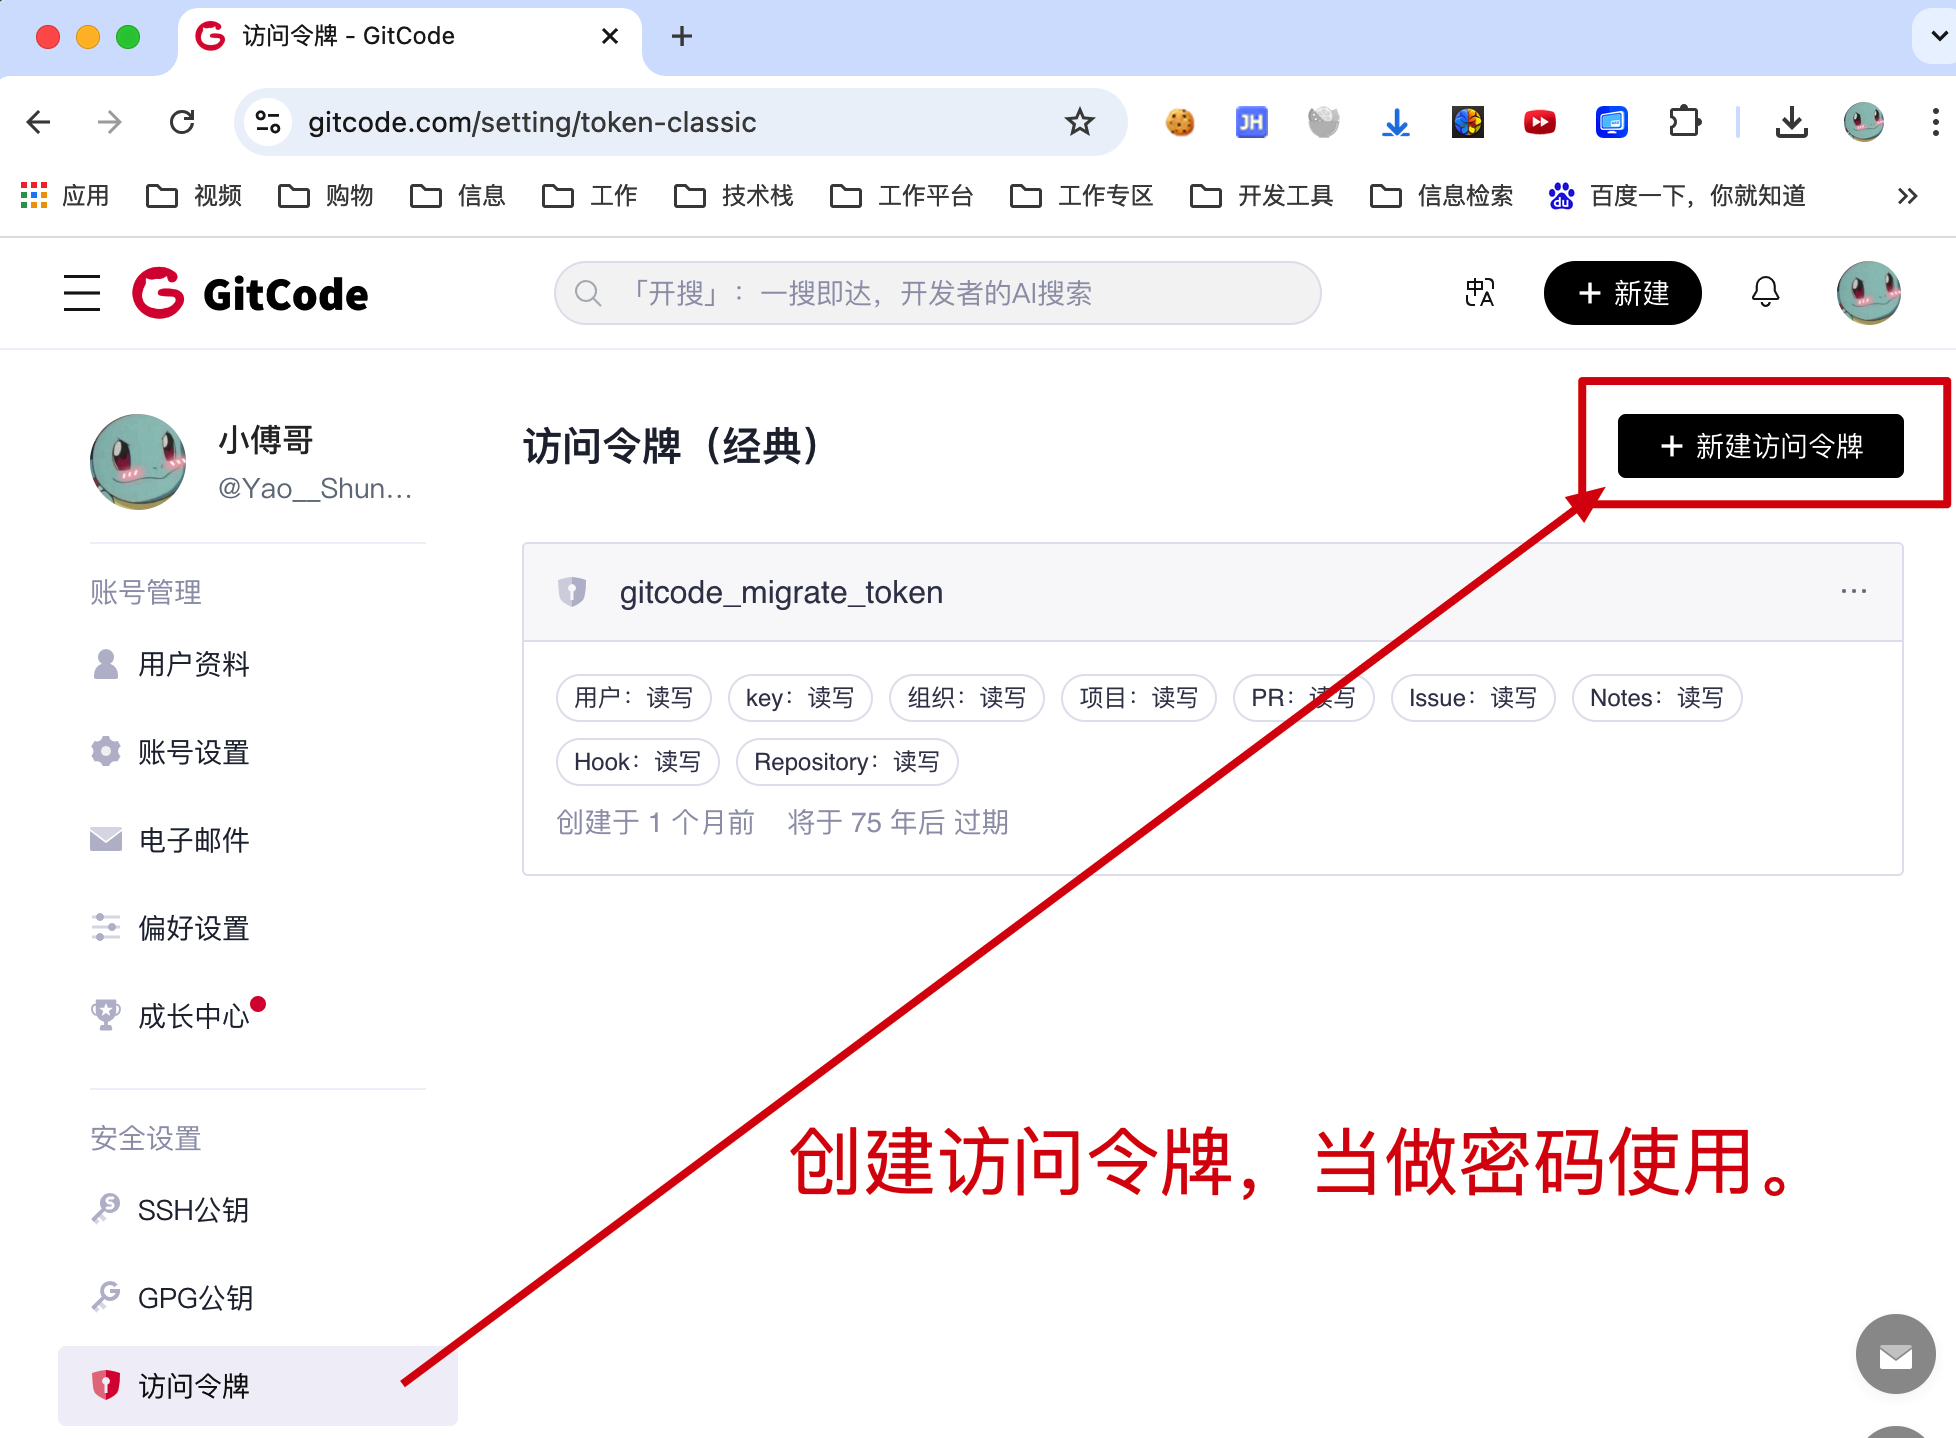 访问令牌 - GitCode
gitcode.com/setting/token-classic
JH
应用 视频 购物 信息 工作 技术栈 工作平台 工作专区 开发工具 信息检索 du 百度一下，你就知道
GitCode
「开搜」：一搜即达，开发者的AI搜索
中A
+ 新建
小傅哥
@Yao__Shun...
访问令牌（经典）
+ 新建访问令牌
gitcode_migrate_token
...
用户：读写 key：读写 组织：读写 项目：读写 PR：读写 Issue：读写 Notes：读写
Hook：读写 Repository：读写
创建于 1 个月前 将于 75 年后 过期
账号管理
用户资料
账号设置
电子邮件
偏好设置
成长中心
安全设置
SSH公钥
GPG公钥
访问令牌
创建访问令牌，当做密码使用。